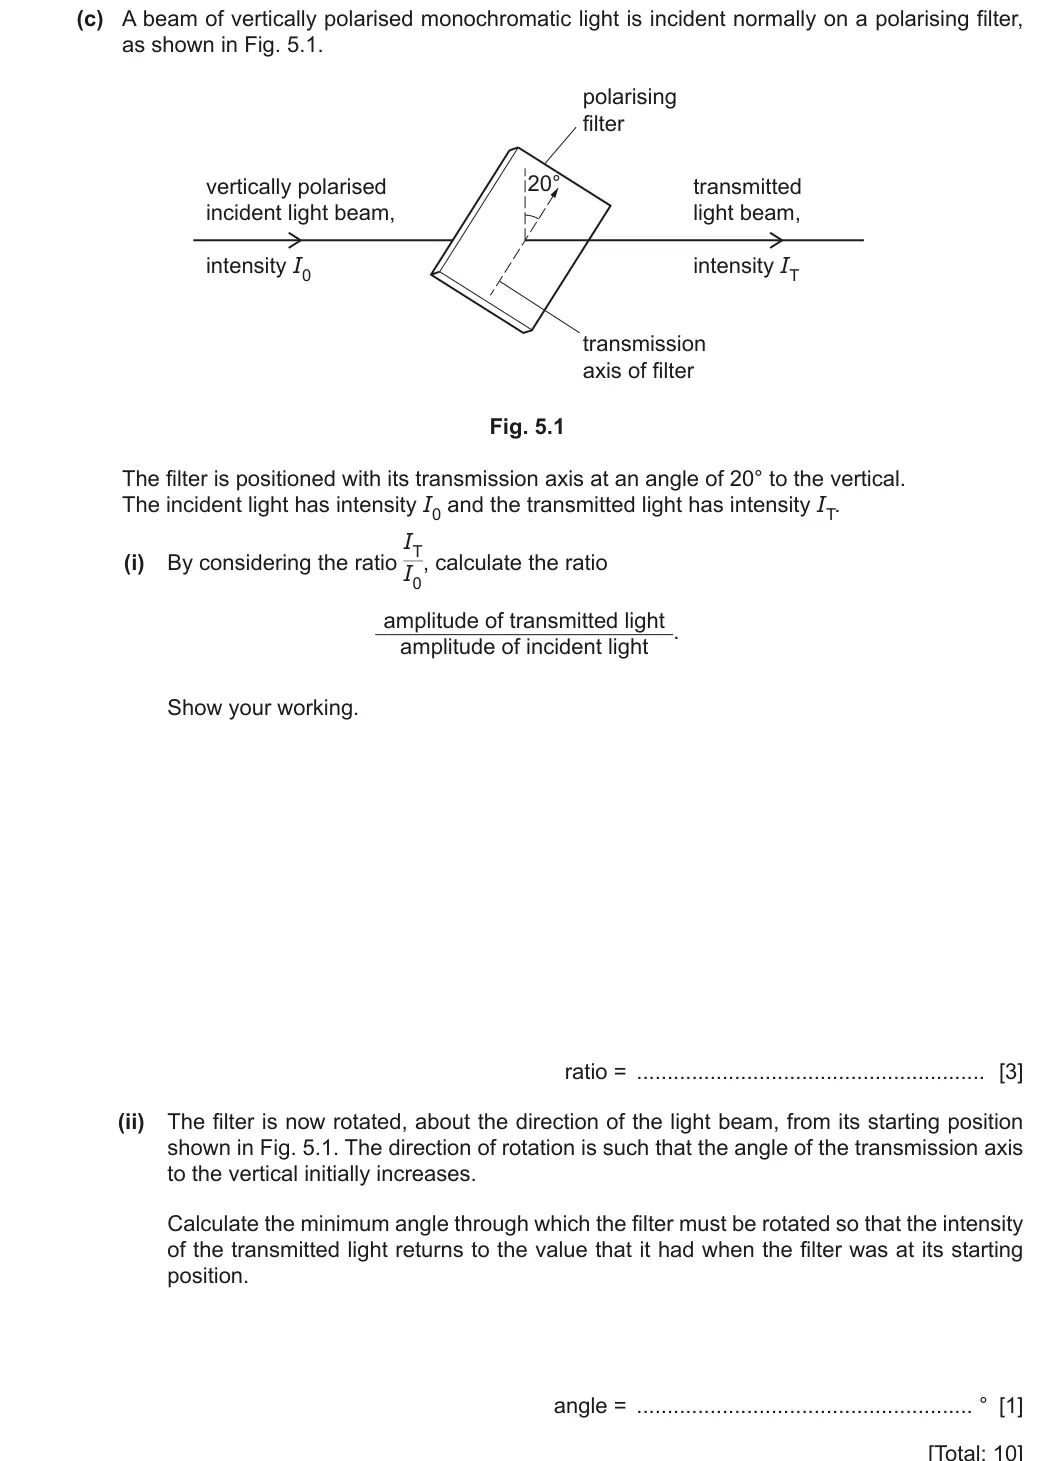 (c) A beam of vertically polarised monochromatic light is incident normally on a polarising filter,
as shown in Fig. 5.1.
polarising
filter
20°
vertically polarised
incident light beam,
intensity I0
transmitted
light beam,
intensity IT
transmission
axis of filter
Fig. 5.1
The filter is positioned with its transmission axis at an angle of 20° to the vertical.
The incident light has intensity I0 and the transmitted light has intensity IT.
(i) By considering the ratio IT/I0, calculate the ratio
amplitude of transmitted light
amplitude of incident light.
Show your working.
ratio = ......................................................... [3]
(ii) The filter is now rotated, about the direction of the light beam, from its starting position
shown in Fig. 5.1. The direction of rotation is such that the angle of the transmission axis
to the vertical initially increases.
Calculate the minimum angle through which the filter must be rotated so that the intensity
of the transmitted light returns to the value that it had when the filter was at its starting
position.
angle = ....................................................... ° [1]
[Total: 10]